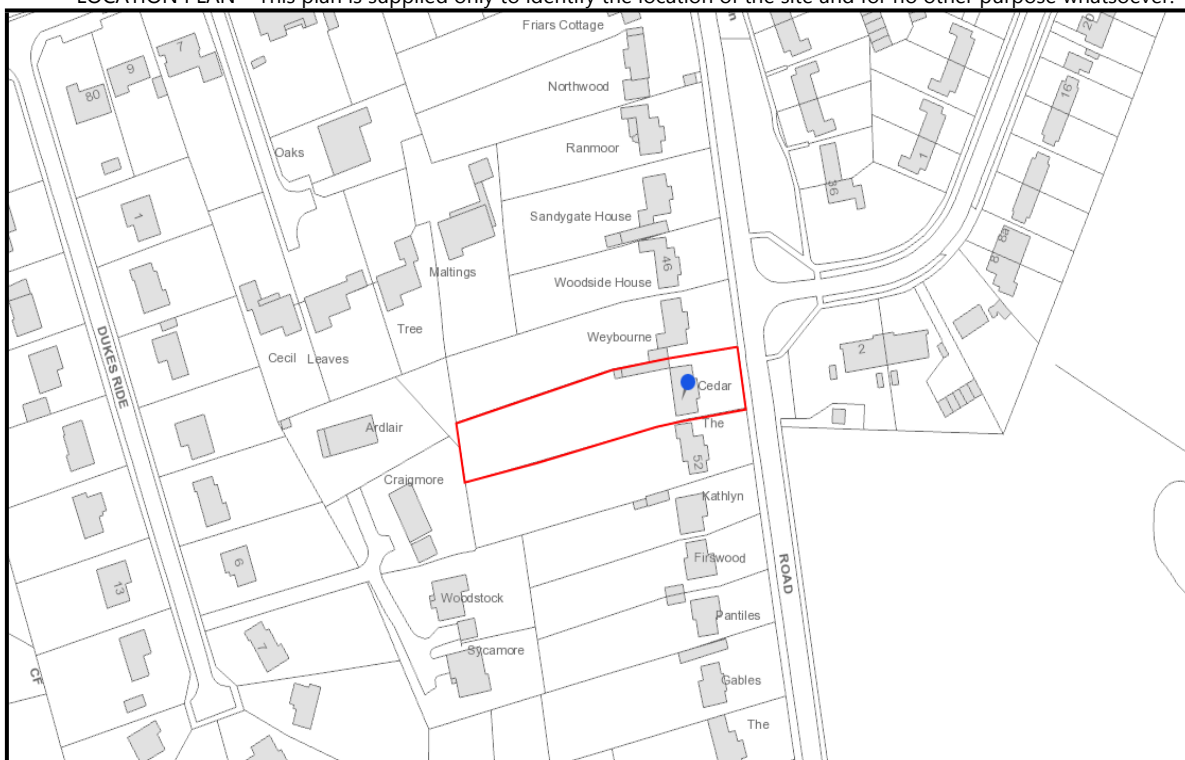 LOCATION PLAN - This plan is supplied only to identify the location of the site and for no other purpose whatsoever.
Friars Cottage
7
9
80
20
Northwood
16
Oaks
Ranmoor
1
36
1
Sandygate House
8a
8
46
Maltings
Woodside House
Tree
Weybourne
DUKES RIDE
Cecil
Leaves
2
Cedar
Ardlair
The
52
Craigmore
Kathlyn
Firswood
ROAD
6
13
Woodstock
Pantiles
7
Sycamore
Gables
The